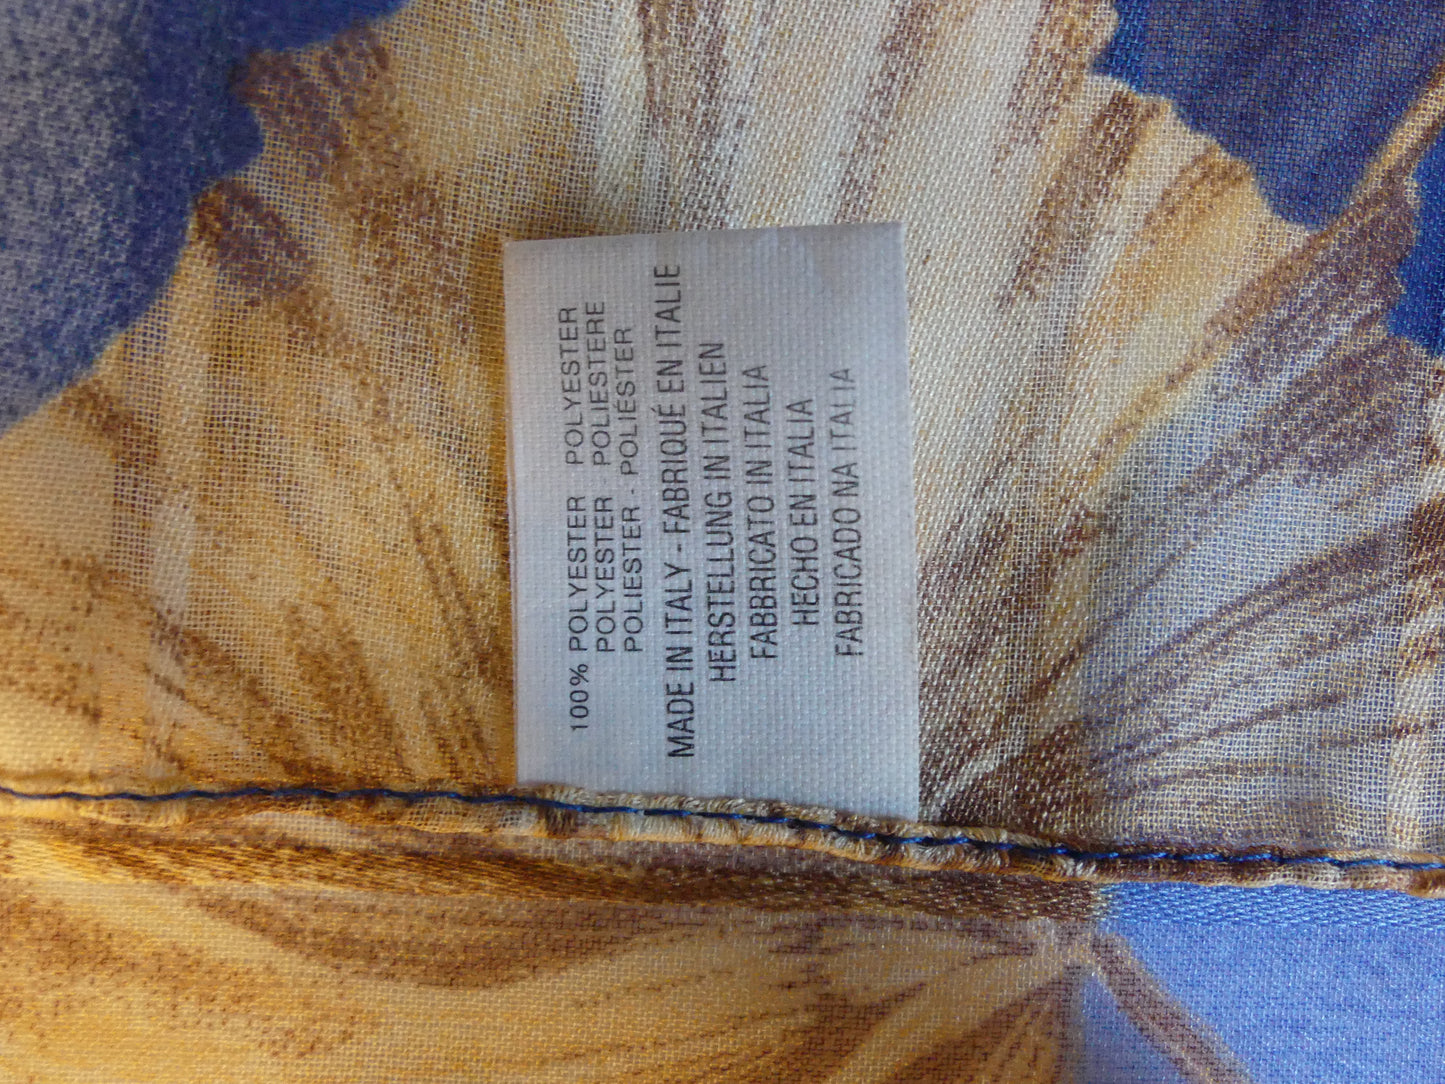 100% POLYESTER POLYESTER
POLYESTER - POLIESTERE
POLIESTER - POLIÉSTER
MADE IN ITALY - FABRIQUÉ EN ITALIE
HERSTELLUNG IN ITALIEN
FABBRICATO IN ITALIA
HECHO EN ITALIA
FABRICADO NA ITALIA